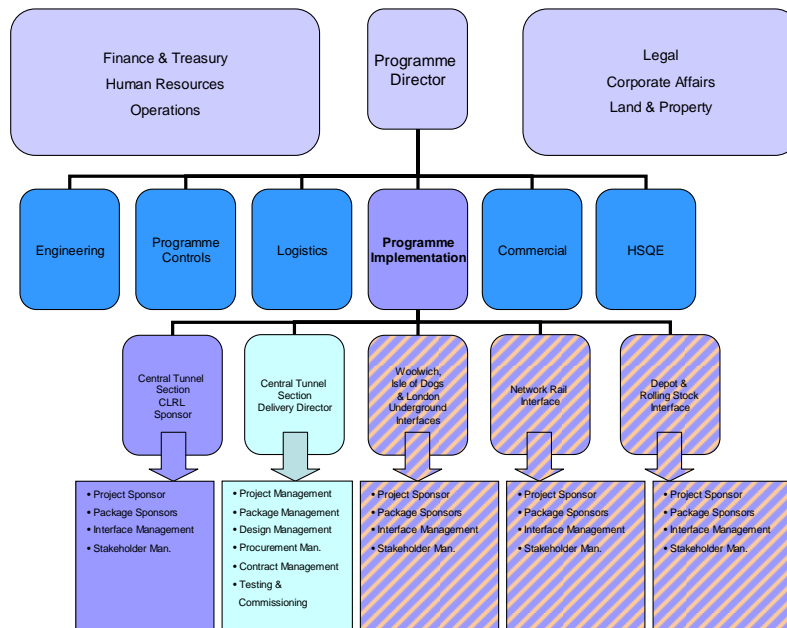 Finance & Treasury
Human Resources
Operations
Programme
Director
Legal
Corporate Affairs
Land & Property
Engineering
Programme
Controls
Logistics
Programme
Implementation
Commercial
HSQE
Central Tunnel
Section
CLRL
Sponsor
Central Tunnel
Section
Delivery Director
Woolwich,
Isle of Dogs
& London
Underground
Interfaces
Network Rail
Interface
Depot &
Rolling Stock
Interface
• Project Sponsor
• Package Sponsors
• Interface Management
• Stakeholder Man.
• Project Management
• Package Management
• Design Management
• Procurement Man.
• Contract Management
• Testing &
Commissioning
• Project Sponsor
• Package Sponsors
• Interface Management
• Stakeholder Man.
• Project Sponsor
• Package Sponsors
• Interface Management
• Stakeholder Man.
• Project Sponsor
• Package Sponsors
• Interface Management
• Stakeholder Man.